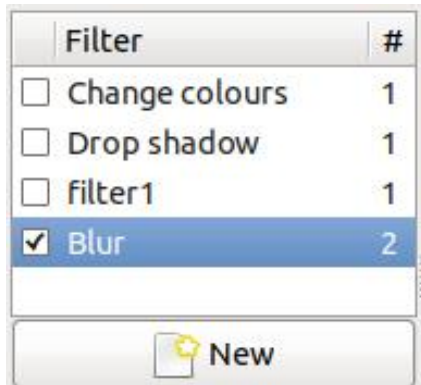 Filter #
Change colours 1
Drop shadow 1
filter1 1
Blur 2
New